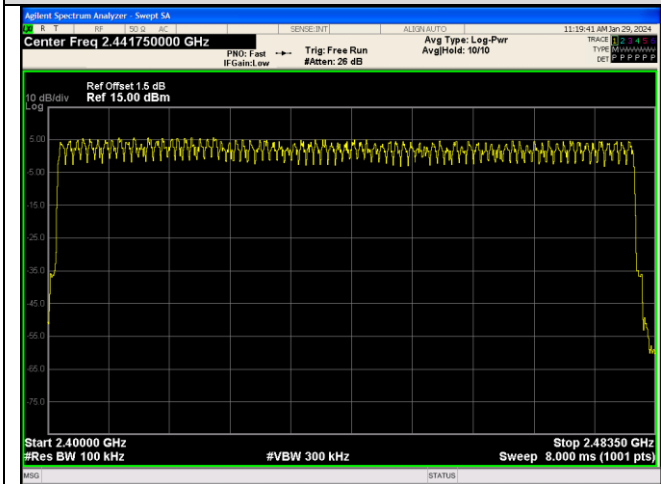 Agilent Spectrum Analyzer - Swept SA
R T RF 50 Ω AC SENSE:INT ALIGN AUTO 11:19:41 AM Jan 29, 2024
Center Freq 2.441750000 GHz Avg Type: Log-Pwr TRACE 1 2 3 4 5 6
PNO: Fast Trig: Free Run Avg|Hold: 10/10 TYPE M
IFGain:Low #Atten: 26 dB DET P P P P P P
Ref Offset 1.5 dB
10 dB/div Ref 15.00 dBm
Log
5.00
-5.00
-15.0
-25.0
-35.0
-45.0
-55.0
-65.0
-75.0
Start 2.40000 GHz Stop 2.48350 GHz
#Res BW 100 kHz #VBW 300 kHz Sweep 8.000 ms (1001 pts)
MSG STATUS